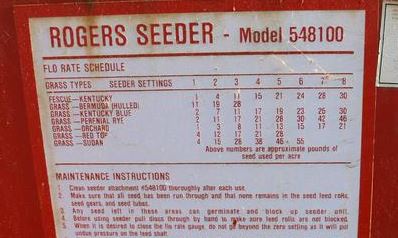 ROGERS SEEDER - Model 548100
FLO RATE SCHEDULE
GRASS TYPES SEEDER SETTINGS 1 2 3 4 5 6 7 8
FESCUE-KENTUCKY 1 4 11 15 21 24 28 30
GRASS-BERMUDA (HULLED) 11 19 28
GRASS-KENTUCKY BLUE 2 7 11 17 19 23 25 30
GRASS-PERENIAL RYE 2 11 17 21 26 30 42 46
GRASS-ORCHARD 1 3 8 11 13 15 17 21
GRASS-RED TOP 4 12 17 21 26
GRASS-SUDAN 4 15 28 38 46 55
Above numbers are approximate pounds of
seed used per acre
MAINTENANCE INSTRUCTIONS
1. Clean seeder attachment #548100 thoroughly after each use.
2. Make sure that all seed has been run through and that none remains in the seed feed rolls,
seed gears, and seed tubes.
3. Any seed left in these areas can germinate and block up seeder unit.
4. Before using seeder pull discs through by hand to make sure feed rolls are not blocked.
5. When it is desired to close the flo rate gauge, do not go beyond the zero setting as it will put
undue pressure on the feed shaft.